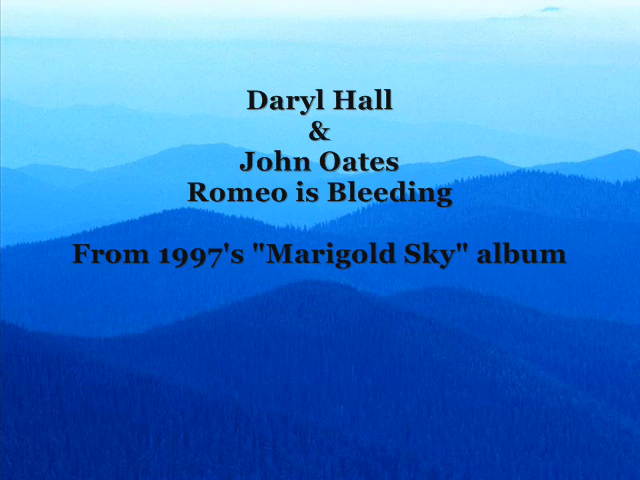 Daryl Hall
&
John Oates
Romeo is Bleeding
From 1997's "Marigold Sky" album